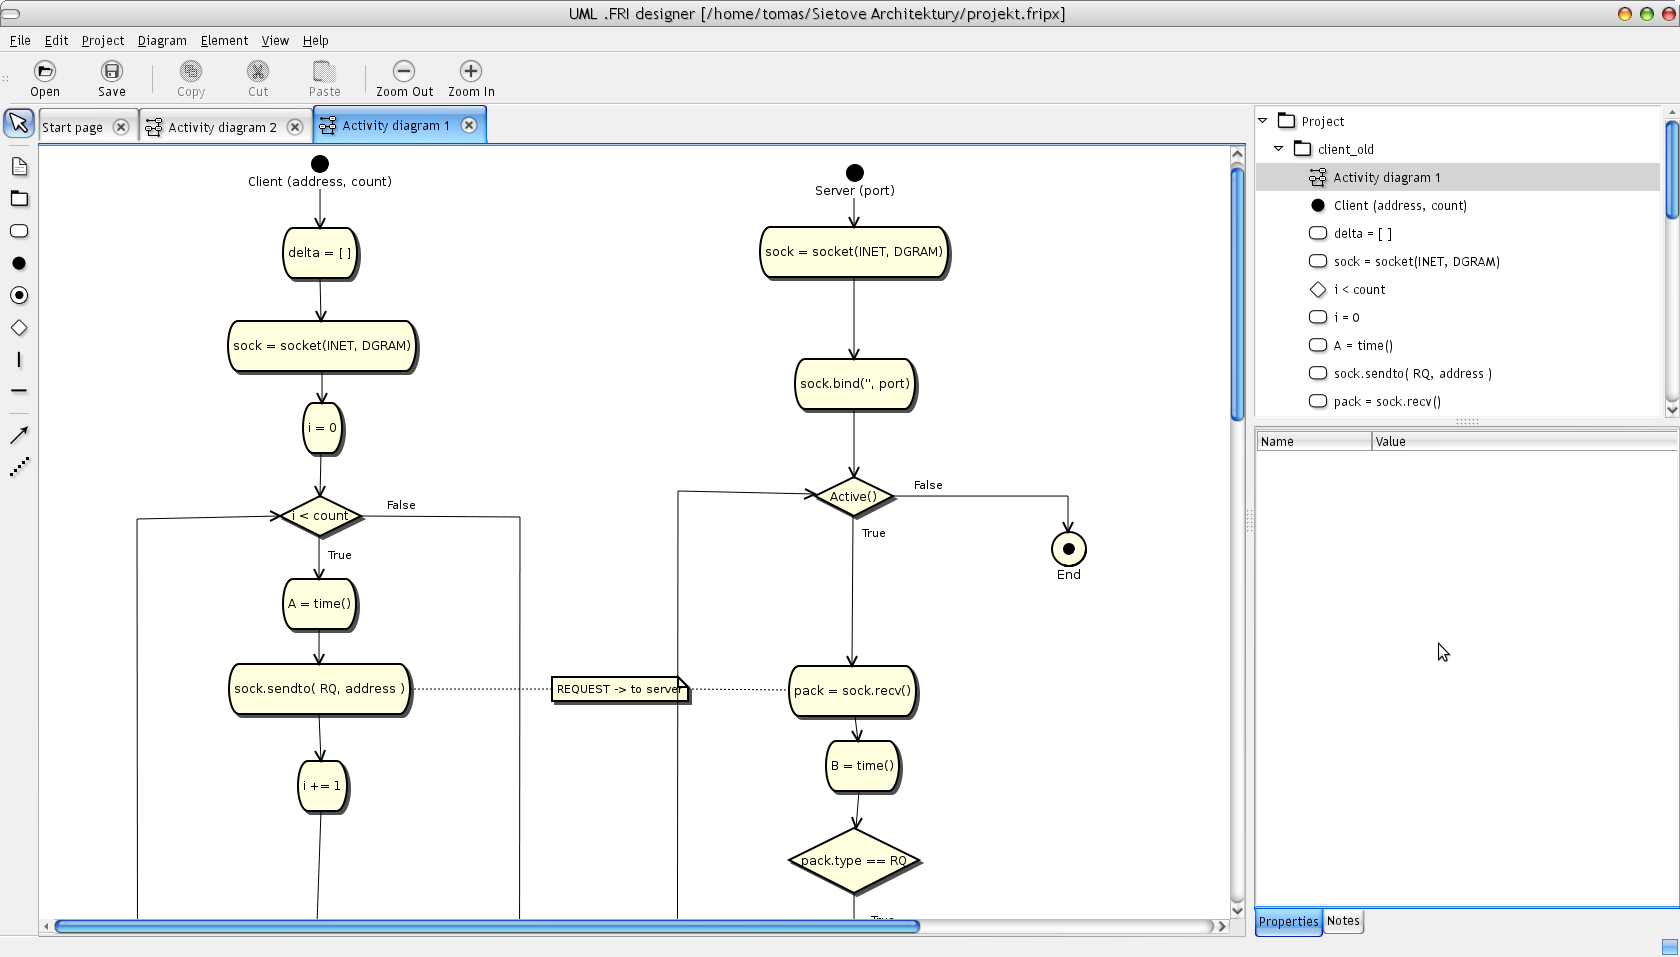 UML .FRI designer [/home/tomas/Sietove Architektury/projekt.fripx]
File Edit Project Diagram Element View Help
Open Save Copy Cut Paste Zoom Out Zoom In
Start page Activity diagram 2 Activity diagram 1
Client (address, count)
delta = [ ]
sock = socket(INET, DGRAM)
i = 0
i < count
False
True
A = time()
sock.sendto( RQ, address )
i += 1
REQUEST -> to server
Server (port)
sock = socket(INET, DGRAM)
sock.bind('', port)
Active()
False
True
End
pack = sock.recv()
B = time()
pack.type == RQ
True
Project
client_old
Activity diagram 1
Client (address, count)
delta = [ ]
sock = socket(INET, DGRAM)
i < count
i = 0
A = time()
sock.sendto( RQ, address )
pack = sock.recv()
Name Value
Properties Notes